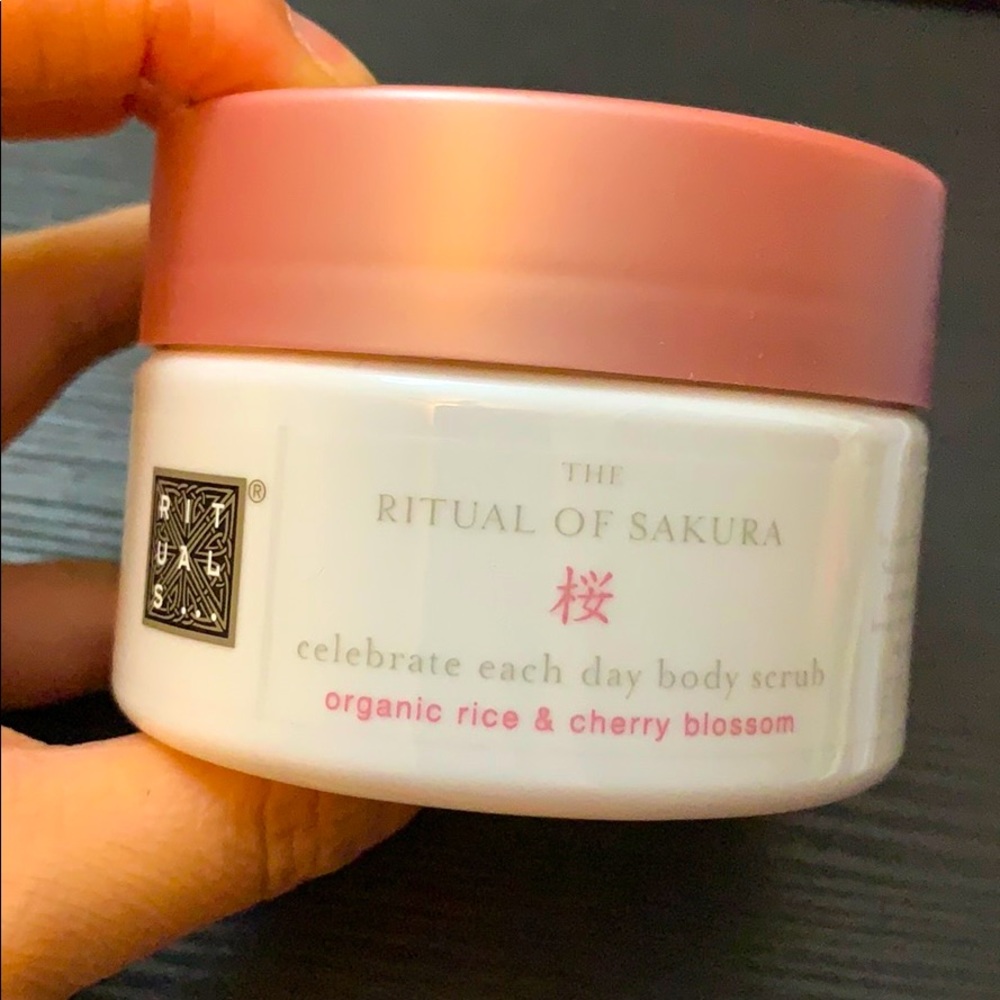 RIT
UAL
S...
®
THE
RITUAL OF SAKURA
桜
celebrate each day body scrub
organic rice & cherry blossom